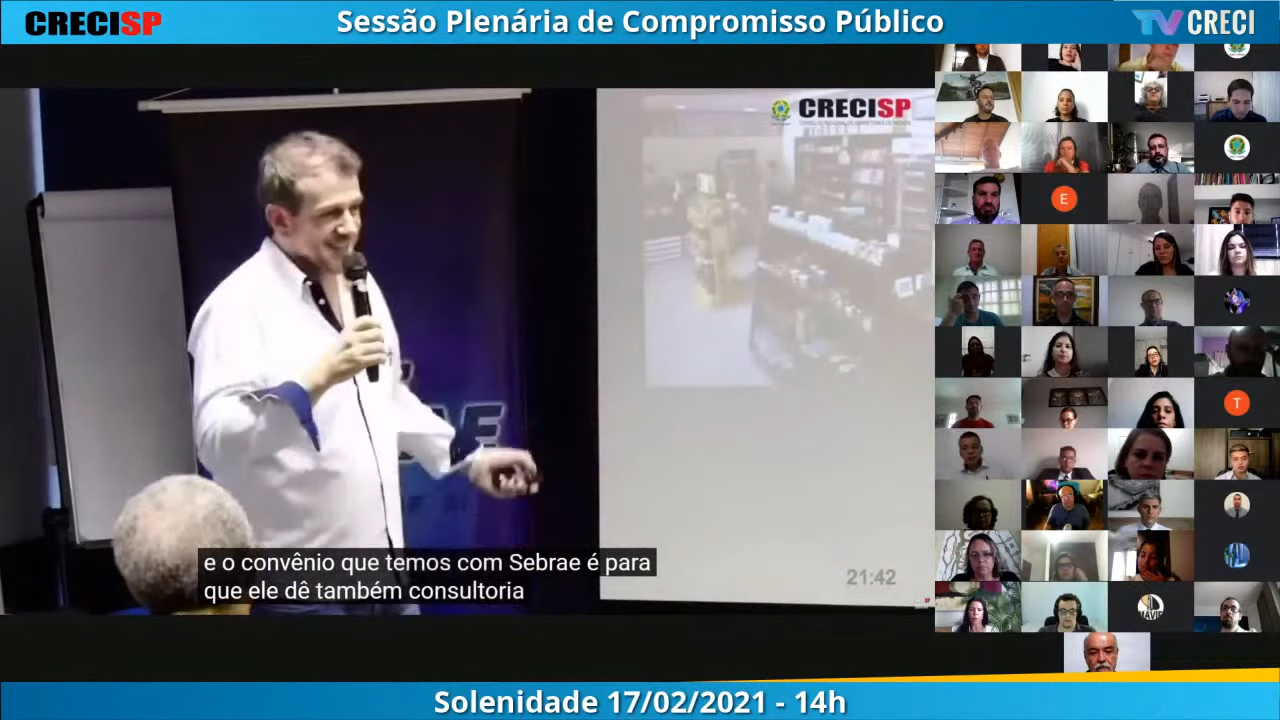 CRECISP
Sessão Plenária de Compromisso Público
TV CRECI
CRECISP
E
T
e o convênio que temos com Sebrae é para
que ele dê também consultoria
21:42
Solenidade 17/02/2021 - 14h